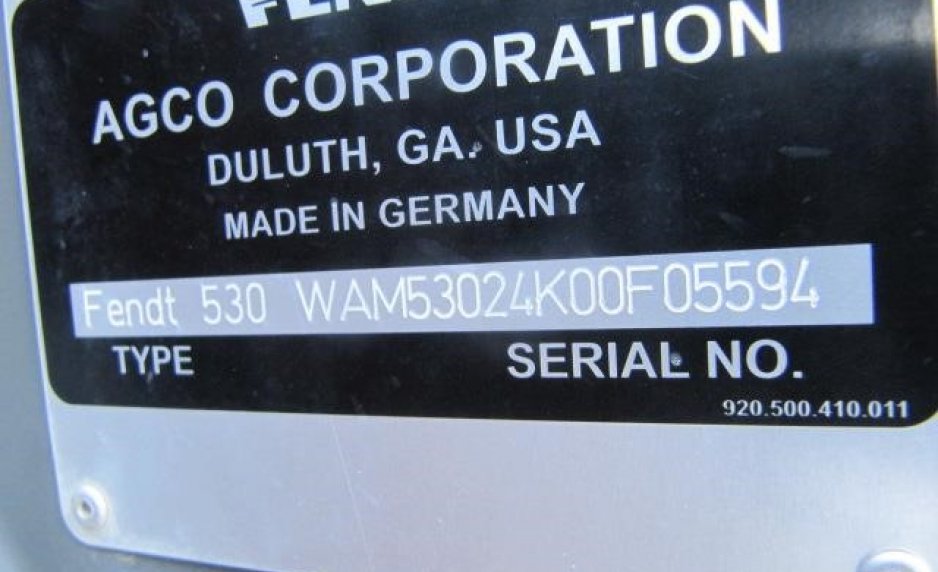 AGCO CORPORATION
DULUTH, GA. USA
MADE IN GERMANY
Fendt 530 WAM53024K00F05594
TYPE SERIAL NO.
920.500.410.011